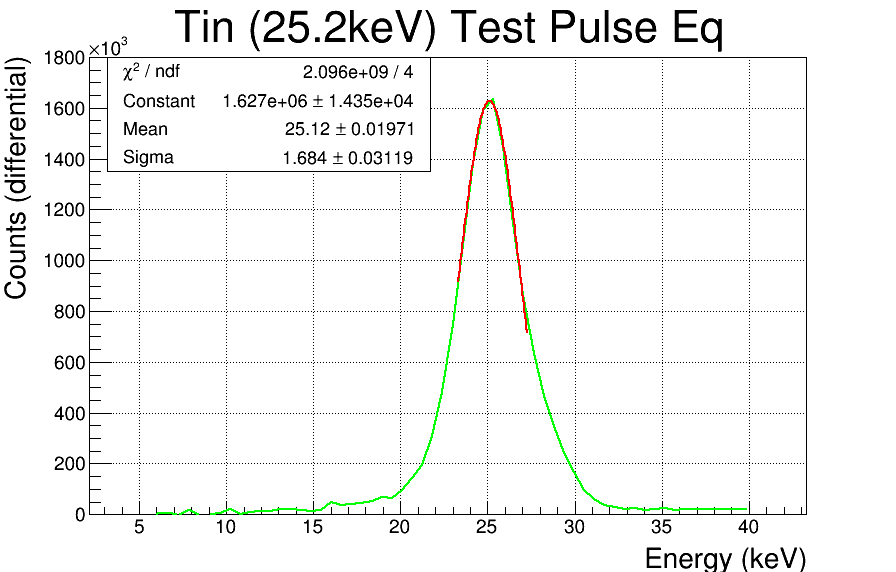 Tin (25.2keV) Test Pulse Eq
×10³
χ² / ndf 2.096e+09 / 4
Constant 1.627e+06 ± 1.435e+04
Mean 25.12 ± 0.01971
Sigma 1.684 ± 0.03119
Counts (differential)
1800
1600
1400
1200
1000
800
600
400
200
0
5 10 15 20 25 30 35 40
Energy (keV)